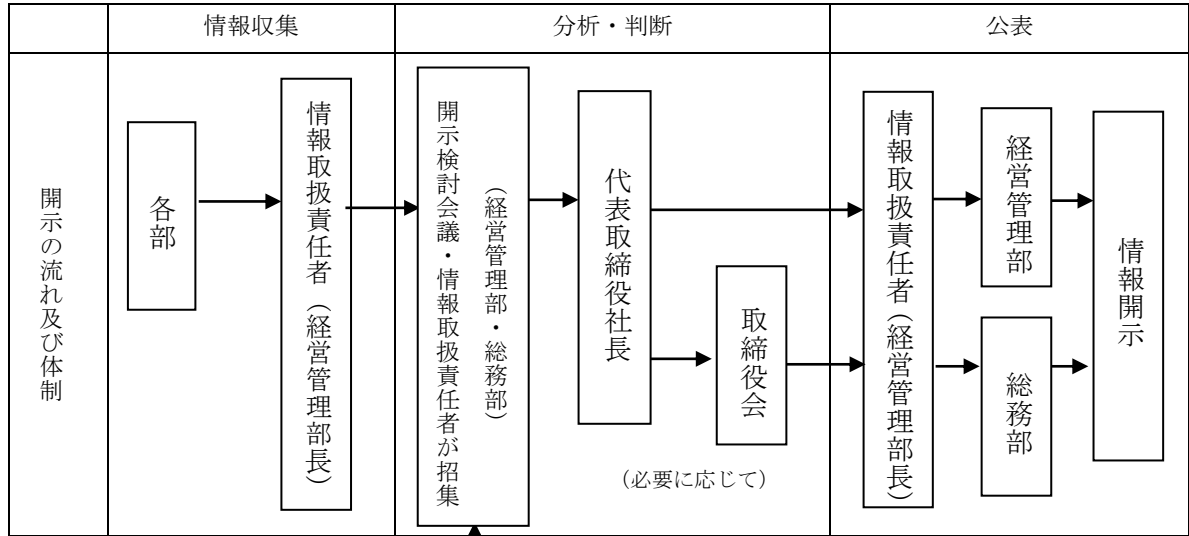 情報収集
分析・判断
公表
開示の流れ及び体制
各部
情報取扱責任者（経営管理部長）
開示検討会議・情報取扱責任者が招集
（経営管理部・総務部）
代表取締役社長
取締役会
（必要に応じて）
情報取扱責任者（経営管理部長）
経営管理部
総務部
情報開示